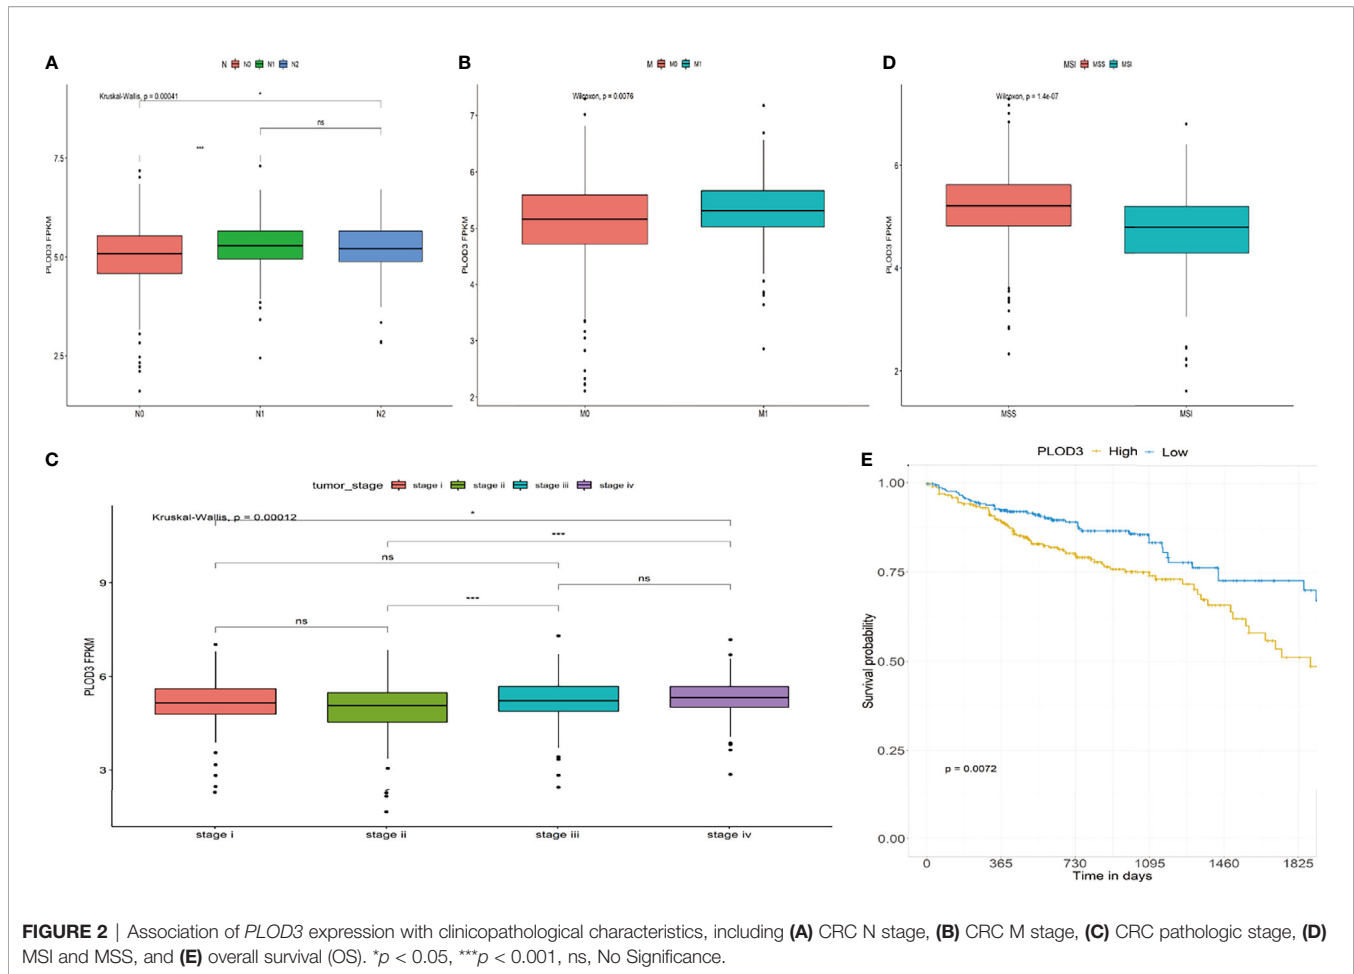 A
N N0 N1 N2
Kruskal-Wallis, p = 0.00041
*
ns
***
7.5
5.0
2.5
PLOD3 FPKM
N0 N1 N2
B
M M0 M1
Wilcoxon, p = 0.0076
7
6
5
4
3
2
PLOD3 FPKM
M0 M1
D
MSI MSS MSI
Wilcoxon, p = 1.4e-07
6
4
2
PLOD3 FPKM
MSS MSI
C
tumor_stage stage i stage ii stage iii stage iv
Kruskal-Wallis, p = 0.00012
*
***
ns
ns
***
ns
9
6
3
PLOD3 FPKM
stage i stage ii stage iii stage iv
E
PLOD3 High Low
1.00
0.75
0.50
0.25
0.00
Survival probability
p = 0.0072
0 365 730 1095 1460 1825
Time in days
FIGURE 2 | Association of PLOD3 expression with clinicopathological characteristics, including (A) CRC N stage, (B) CRC M stage, (C) CRC pathologic stage, (D)
MSI and MSS, and (E) overall survival (OS). *p < 0.05, ***p < 0.001, ns, No Significance.